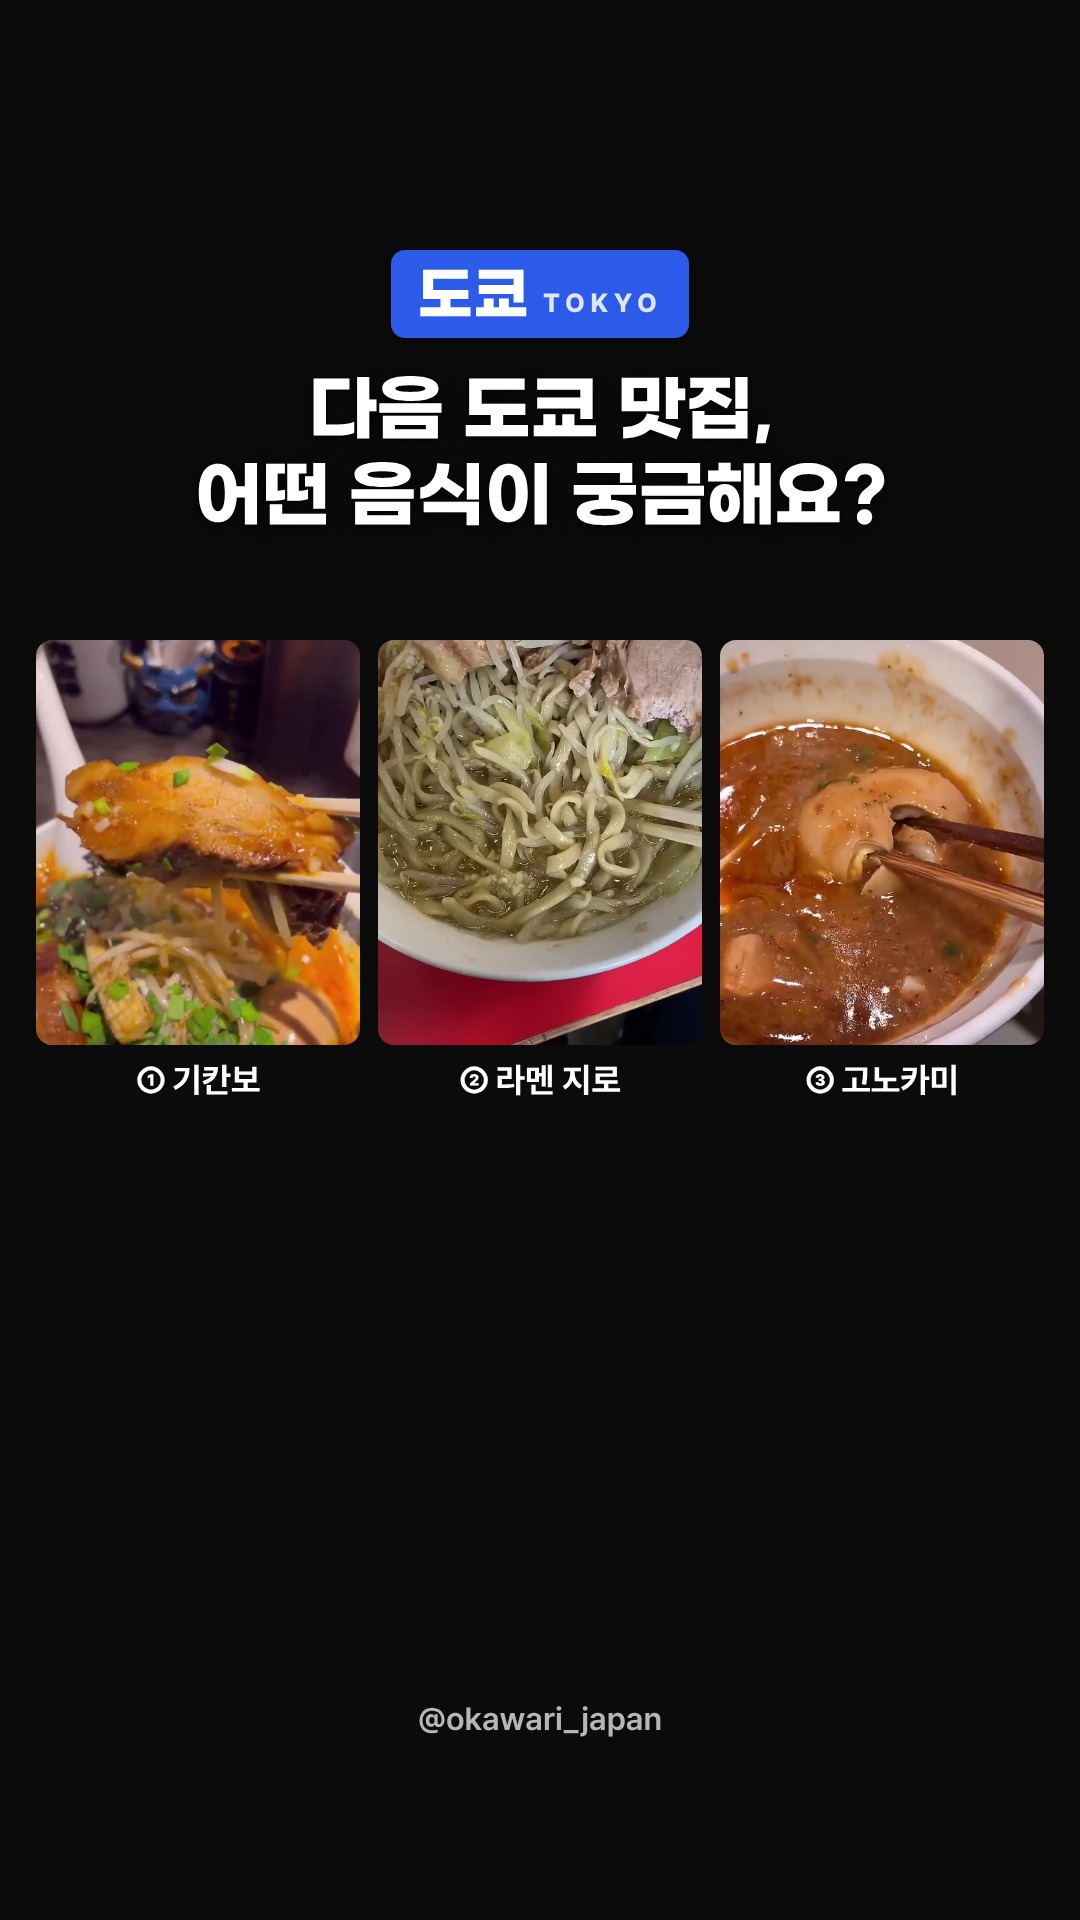 도쿄 TOKYO
다음 도쿄 맛집,
어떤 음식이 궁금해요?
① 기칸보
② 라멘 지로
③ 고노카미
@okawari_japan